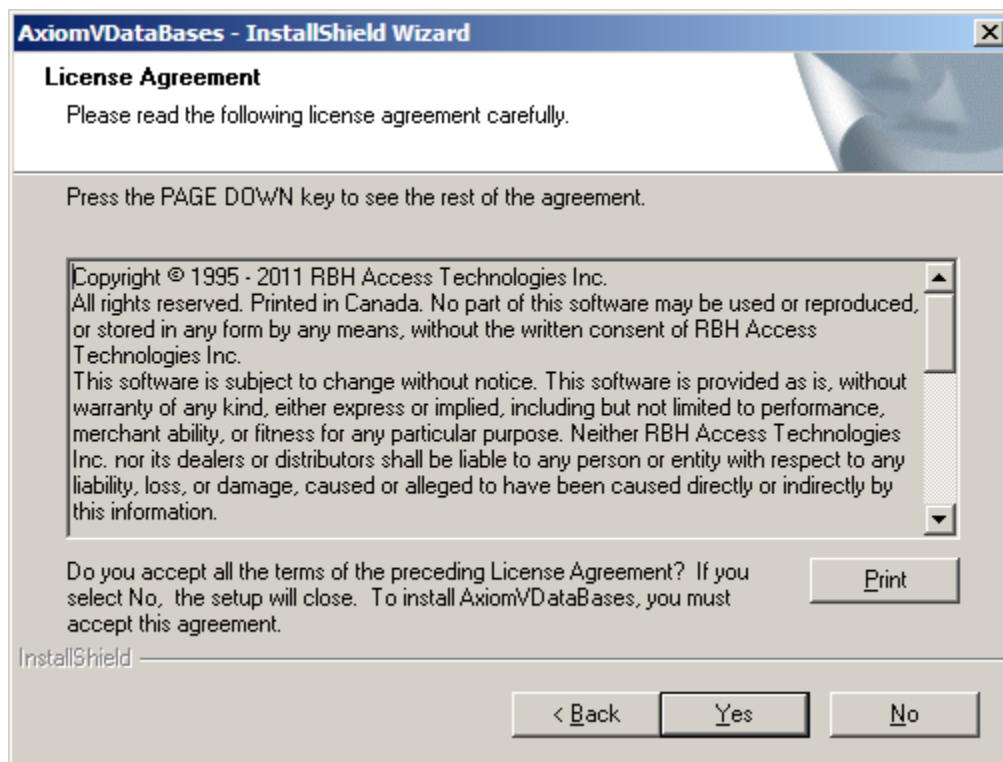 AxiomVDataBases - InstallShield Wizard
License Agreement
Please read the following license agreement carefully.
Press the PAGE DOWN key to see the rest of the agreement.
Copyright © 1995 - 2011 RBH Access Technologies Inc.
All rights reserved. Printed in Canada. No part of this software may be used or reproduced,
or stored in any form by any means, without the written consent of RBH Access
Technologies Inc.
This software is subject to change without notice. This software is provided as is, without
warranty of any kind, either express or implied, including but not limited to performance,
merchant ability, or fitness for any particular purpose. Neither RBH Access Technologies
Inc. nor its dealers or distributors shall be liable to any person or entity with respect to any
liability, loss, or damage, caused or alleged to have been caused directly or indirectly by
this information.
Do you accept all the terms of the preceding License Agreement? If you
select No, the setup will close. To install AxiomVDataBases, you must
accept this agreement.
Print
InstallShield
< Back
Yes
No